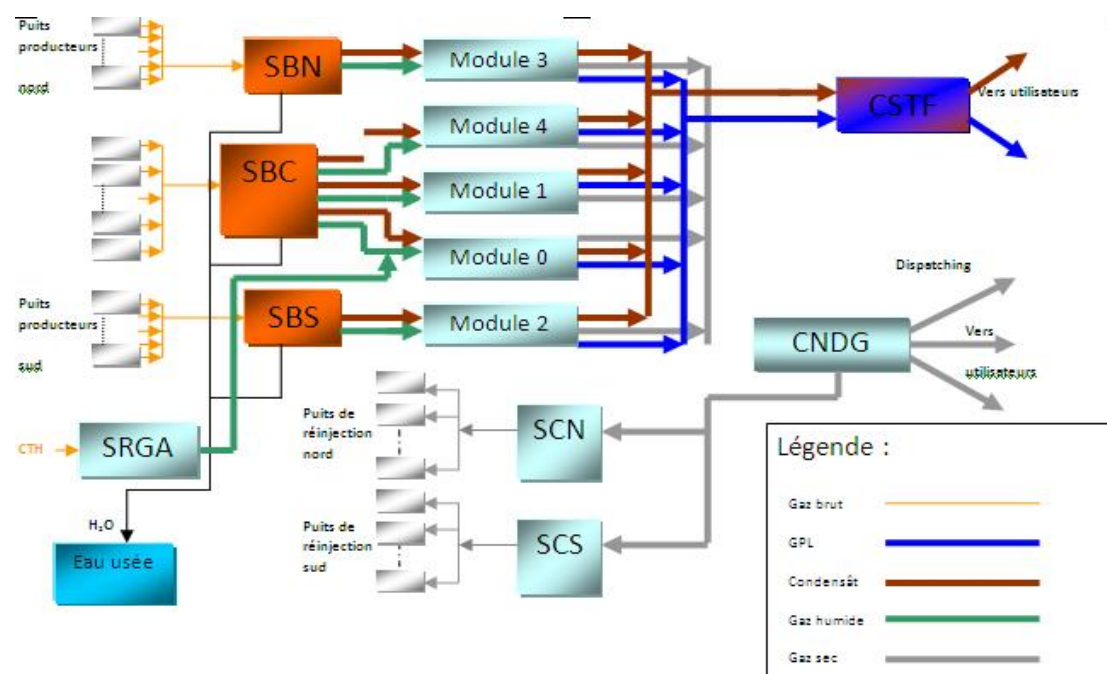 Puits
producteurs
nord
SBN
Module 3
CSTF
Vers utilisateurs
Module 4
SBC
Module 1
Module 0
Dispatching
Puits
producteurs
sud
SBS
Module 2
CNDG
Vers
utilisateurs
Puits de
réinjection
nord
SCN
CTH
SRGA
Légende :
Gaz brut
H₂O
Puits de
réinjection
sud
SCS
GPL
Eau usée
Condensât
Gaz humide
Gaz sec